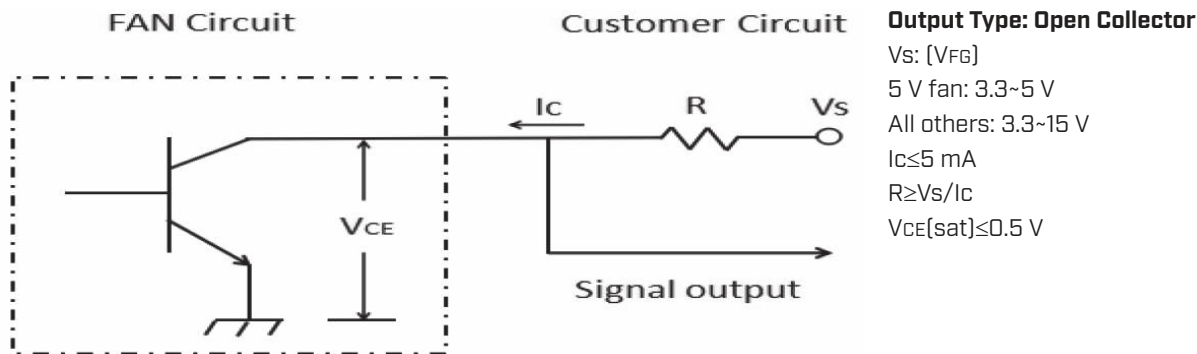 FAN Circuit
Customer Circuit
Ic
R
Vs
VCE
Signal output
Output Type: Open Collector
Vs: (VFG)
5 V fan: 3.3~5 V
All others: 3.3~15 V
Ic≤5 mA
R≥Vs/Ic
VCE(sat)≤0.5 V